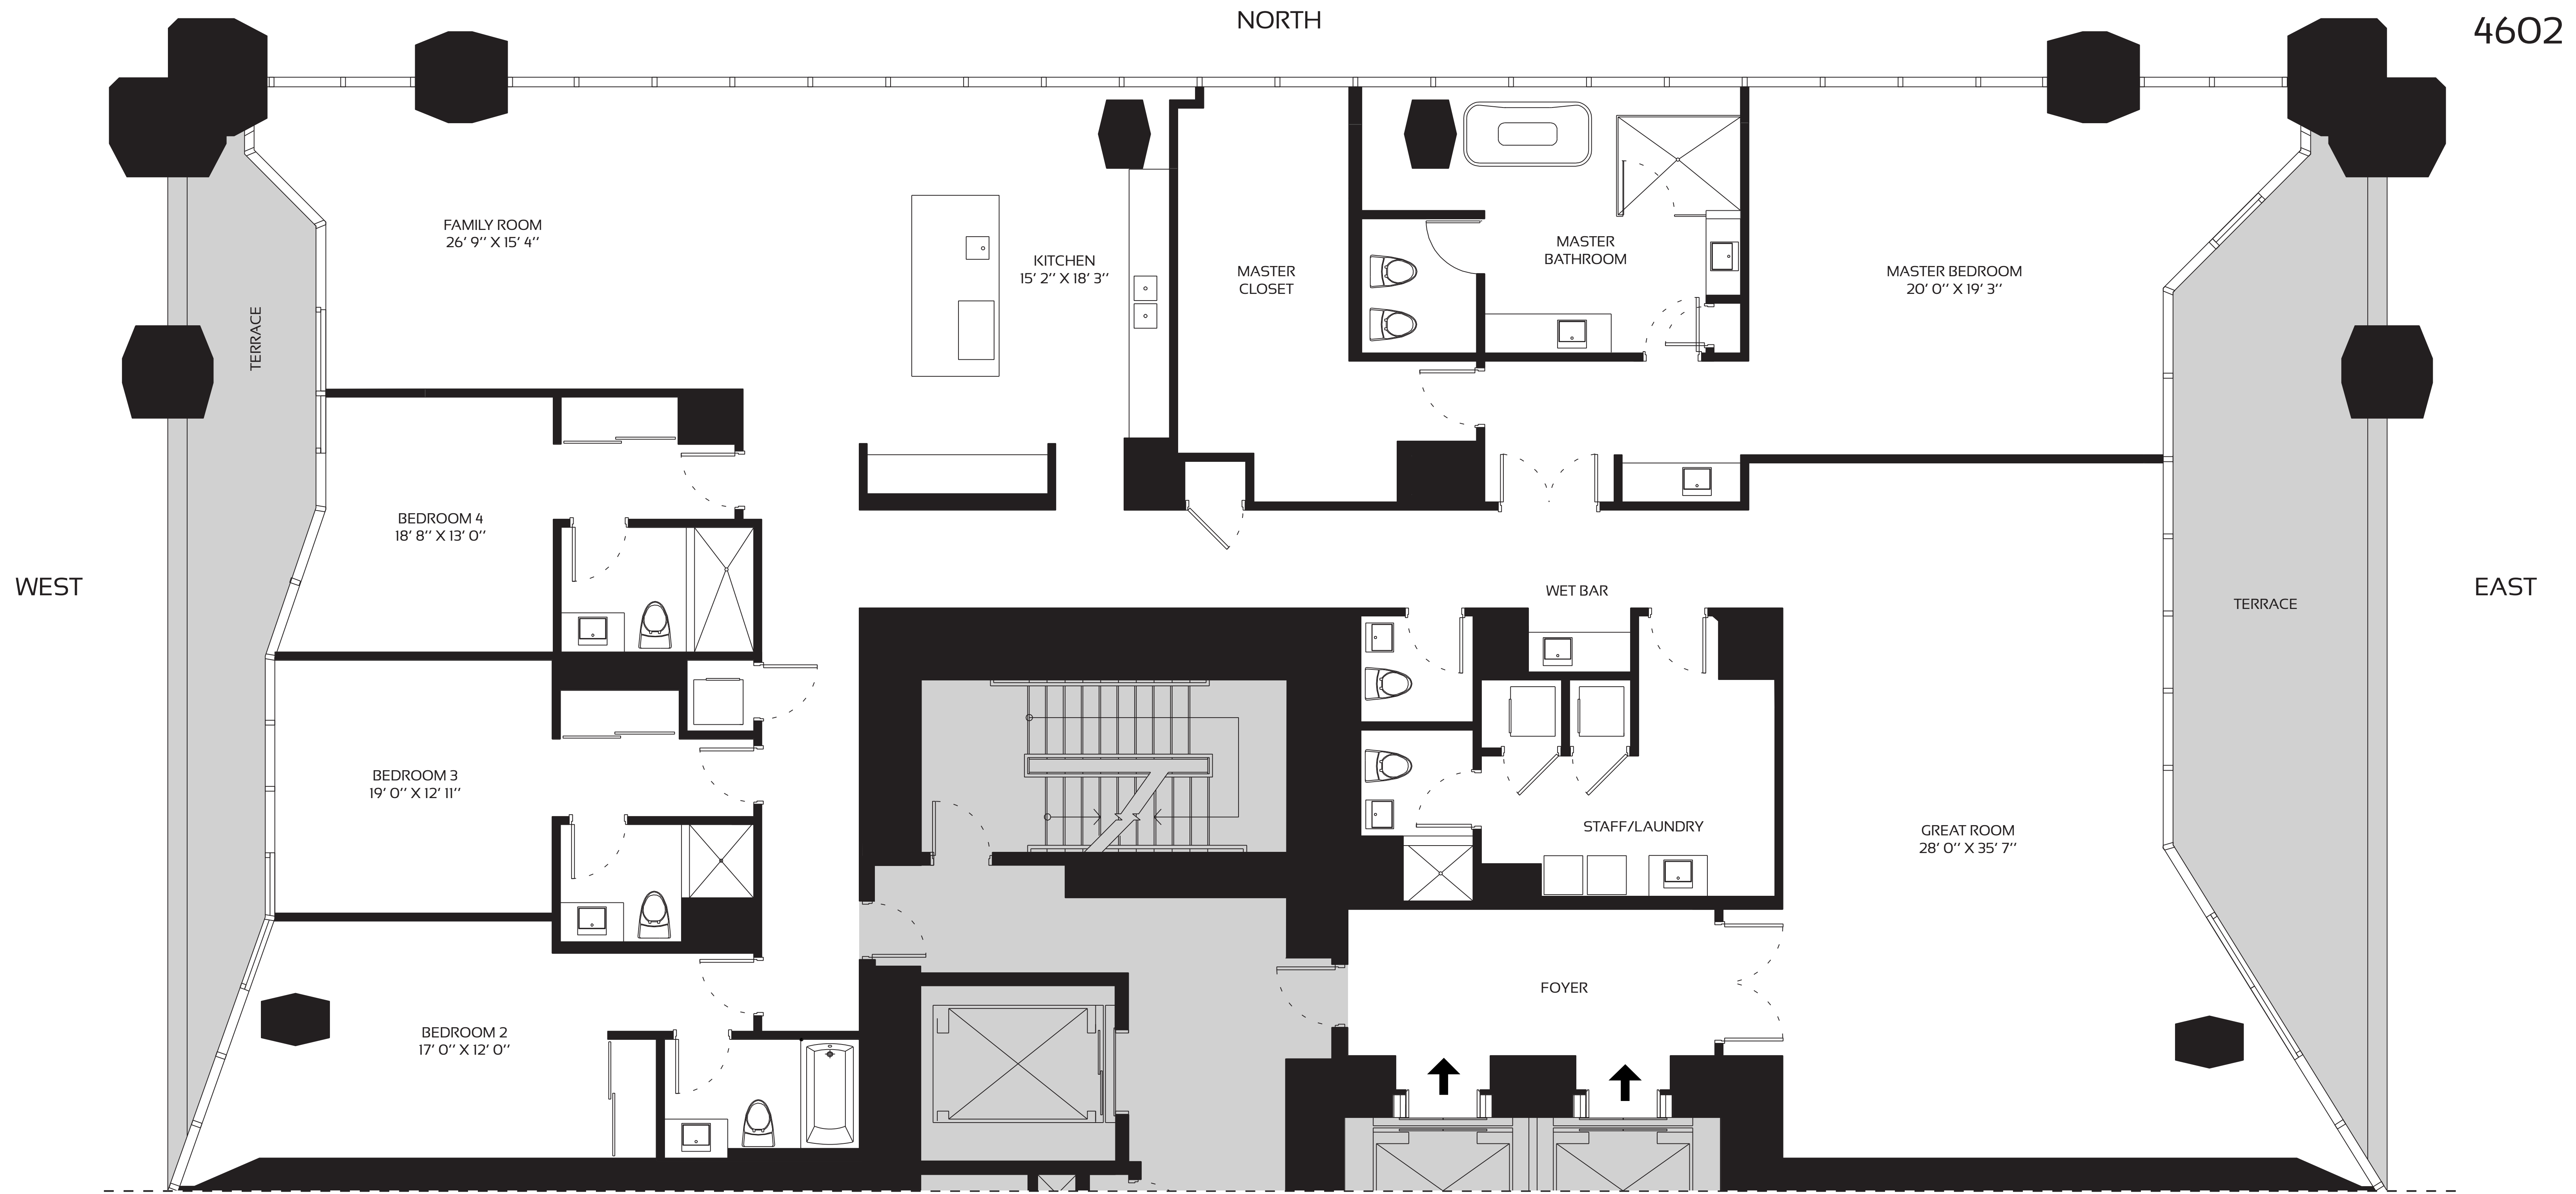 NORTH
4602
FAMILY ROOM
26’ 9’’ X 15’ 4’’
KITCHEN
15’ 2’’ X 18’ 3’’
MASTER
CLOSET
MASTER
BATHROOM
MASTER BEDROOM
20’ 0’’ X 19’ 3’’
TERRACE
BEDROOM 4
18’ 8’’ X 13’ 0’’
WEST
WET BAR
TERRACE
EAST
BEDROOM 3
19’ 0’’ X 12’ 11’’
STAFF/LAUNDRY
GREAT ROOM
28’ 0’’ X 35’ 7’’
FOYER
BEDROOM 2
17’ 0’’ X 12’ 0’’